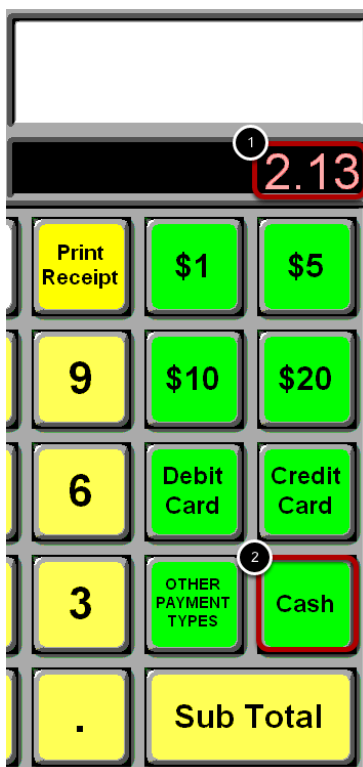 1
2.13
Print
Receipt
$1
$5
9
$10
$20
6
Debit
Card
Credit
Card
2
3
OTHER
PAYMENT
TYPES
Cash
.
Sub Total